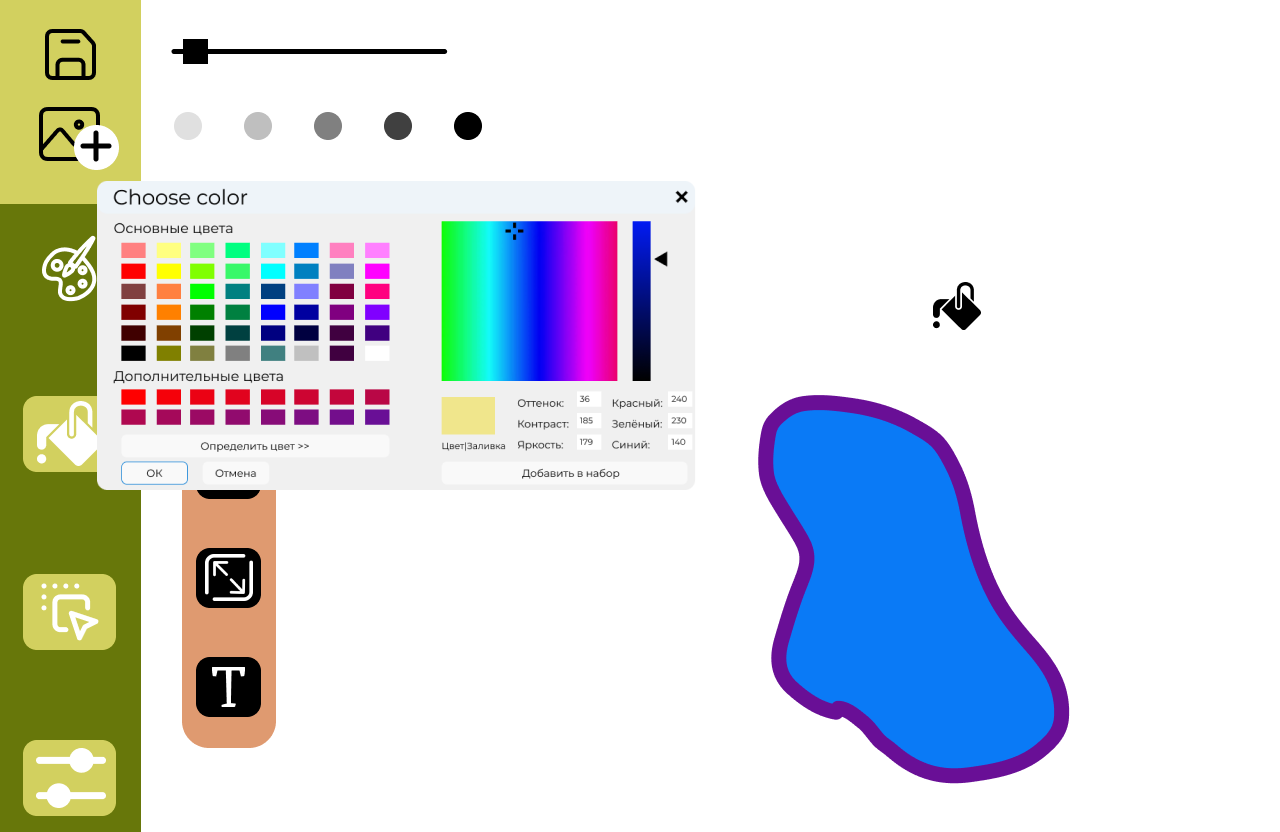 Choose color
Основные цвета
Дополнительные цвета
Определить цвет >>
ОК
Отмена
Цвет|Заливка
Оттенок: 36
Контраст: 185
Яркость: 179
Красный: 240
Зелёный: 230
Синий: 140
Добавить в набор
T